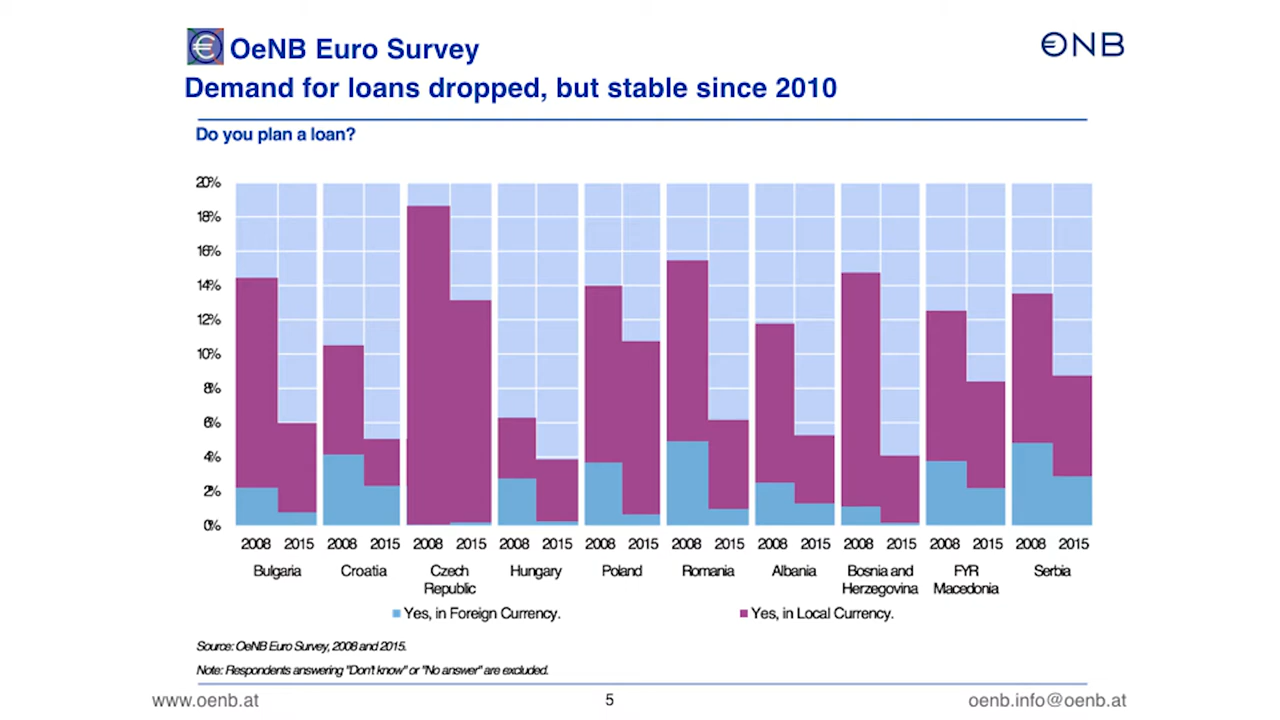 € OeNB Euro Survey
€NB
Demand for loans dropped, but stable since 2010
Do you plan a loan?
20%
18%
16%
14%
12%
10%
8%
6%
4%
2%
0%
2008 2015 2008 2015 2008 2015 2008 2015 2008 2015 2008 2015 2008 2015 2008 2015 2008 2015 2008 2015
Bulgaria Croatia Czech Republic Hungary Poland Romania Albania Bosnia and Herzegovina FYR Macedonia Serbia
Yes, in Foreign Currency. Yes, in Local Currency.
Source: OeNB Euro Survey, 2008 and 2015.
Note: Respondents answering "Don't know" or "No answer" are excluded.
www.oenb.at 5 oenb.info@oenb.at